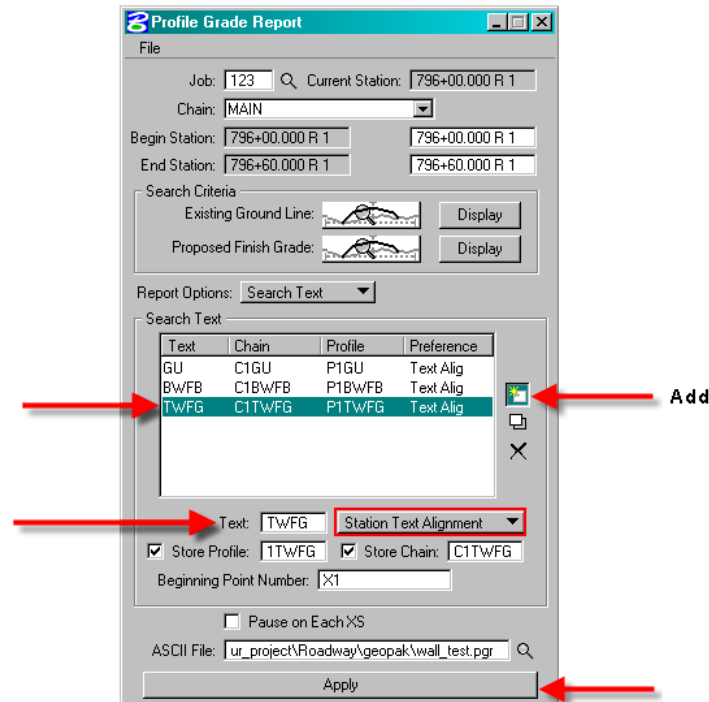 Profile Grade Report
File
Job: 123 Current Station: 796+00.000 R 1
Chain: MAIN
Begin Station: 796+00.000 R 1 796+00.000 R 1
End Station: 796+60.000 R 1 796+60.000 R 1
Search Criteria
Existing Ground Line: Display
Proposed Finish Grade: Display
Report Options: Search Text
Search Text
Text Chain Profile Preference
GU C1GU P1GU Text Alig
BWFB C1BWFB P1BWFB Text Alig
TWFG C1TWFG P1TWFG Text Alig
Add
Text: TWFG Station Text Alignment
Store Profile: 1TWFG Store Chain: C1TWFG
Beginning Point Number: X1
Pause on Each XS
ASCII File: ur_project\Roadway\geopak\wall_test.pgr
Apply